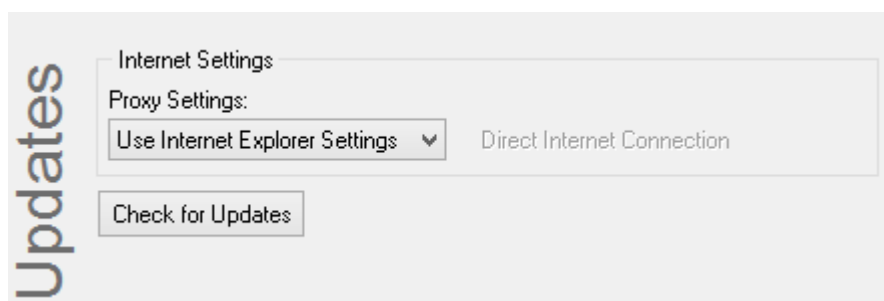 Updates
Internet Settings
Proxy Settings:
Use Internet Explorer Settings
Direct Internet Connection
Check for Updates